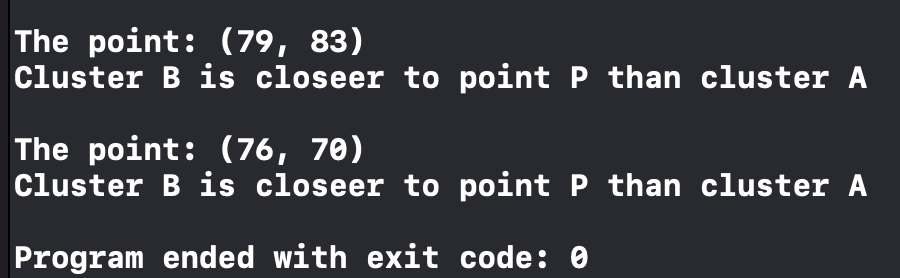 The point: (79, 83)
Cluster B is closeer to point P than cluster A
The point: (76, 70)
Cluster B is closeer to point P than cluster A
Program ended with exit code: 0